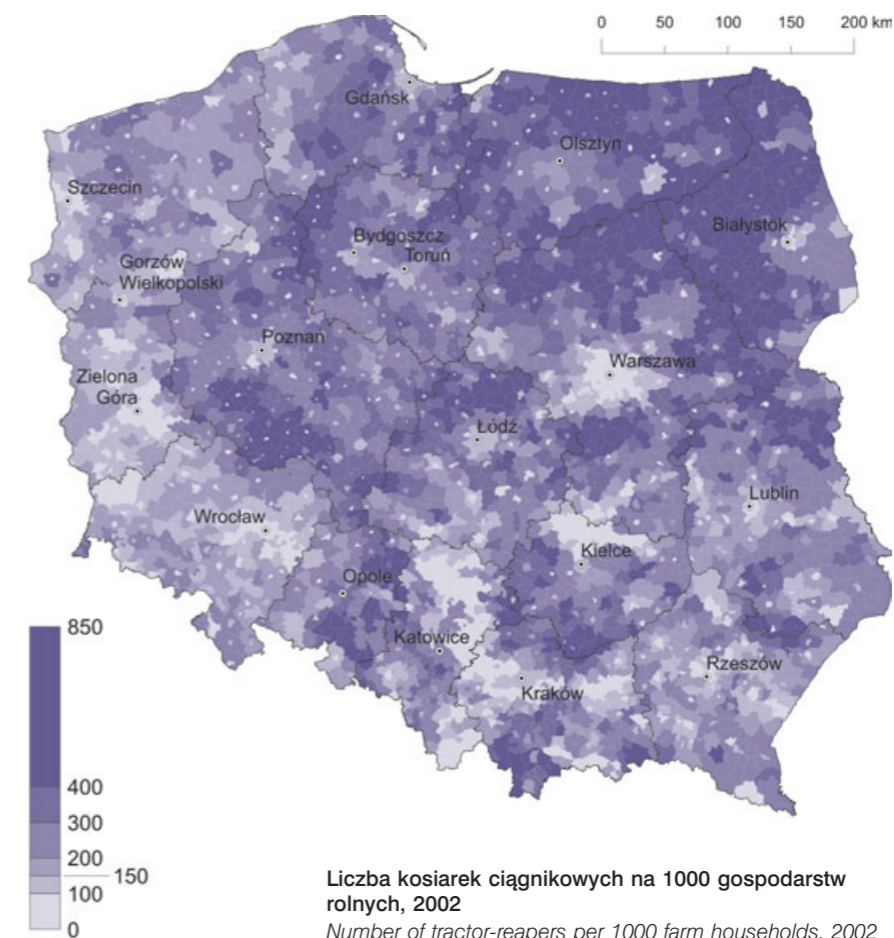 0 50 100 150 200 km
Gdańsk
Olsztyn
Szczecin
Białystok
Bydgoszcz
Toruń
Gorzów
Wielkopolski
Poznań
Warszawa
Zielona
Góra
Łódź
Lublin
Wrocław
Kielce
Opole
Katowice
Rzeszów
Kraków
850
400
300
200
150
100
0
Liczba kosiarek ciągnikowych na 1000 gospodarstw
rolnych, 2002
Number of tractor-reapers per 1000 farm households, 2002